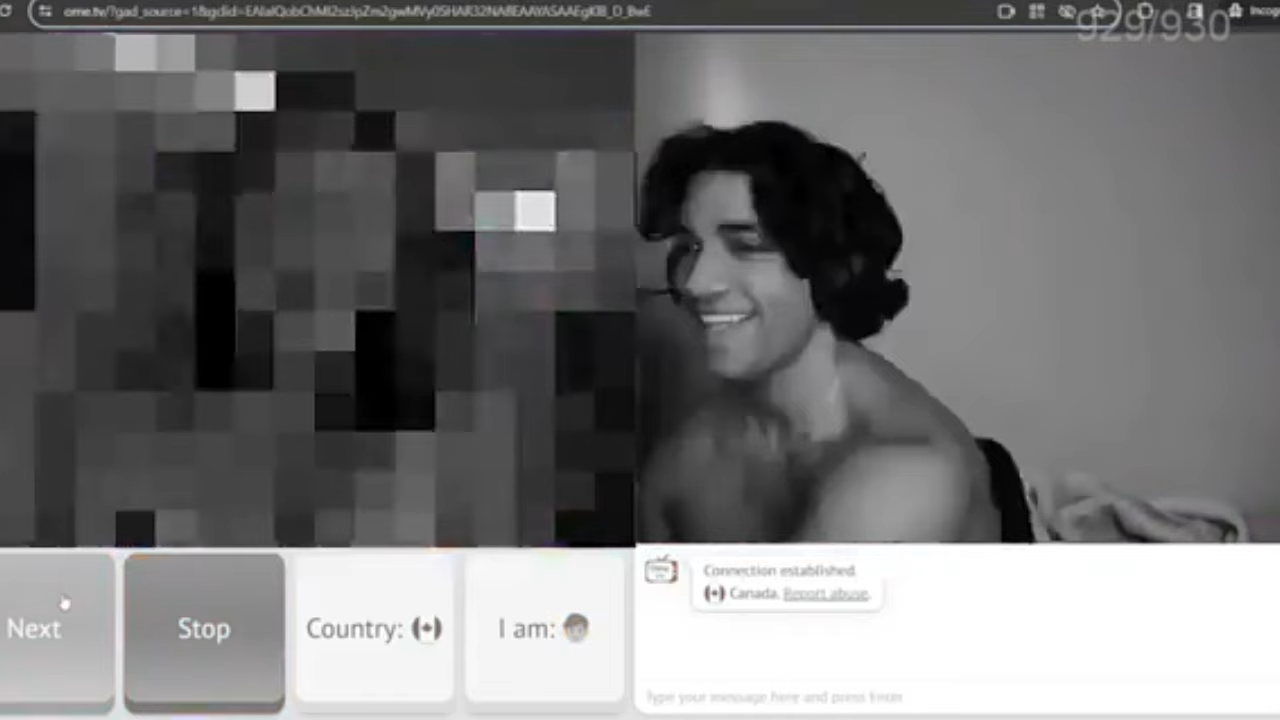 929/930
Connection established.
Canada. Report abuse.
Next
Stop
Country:
I am:
Type your message here and press Enter